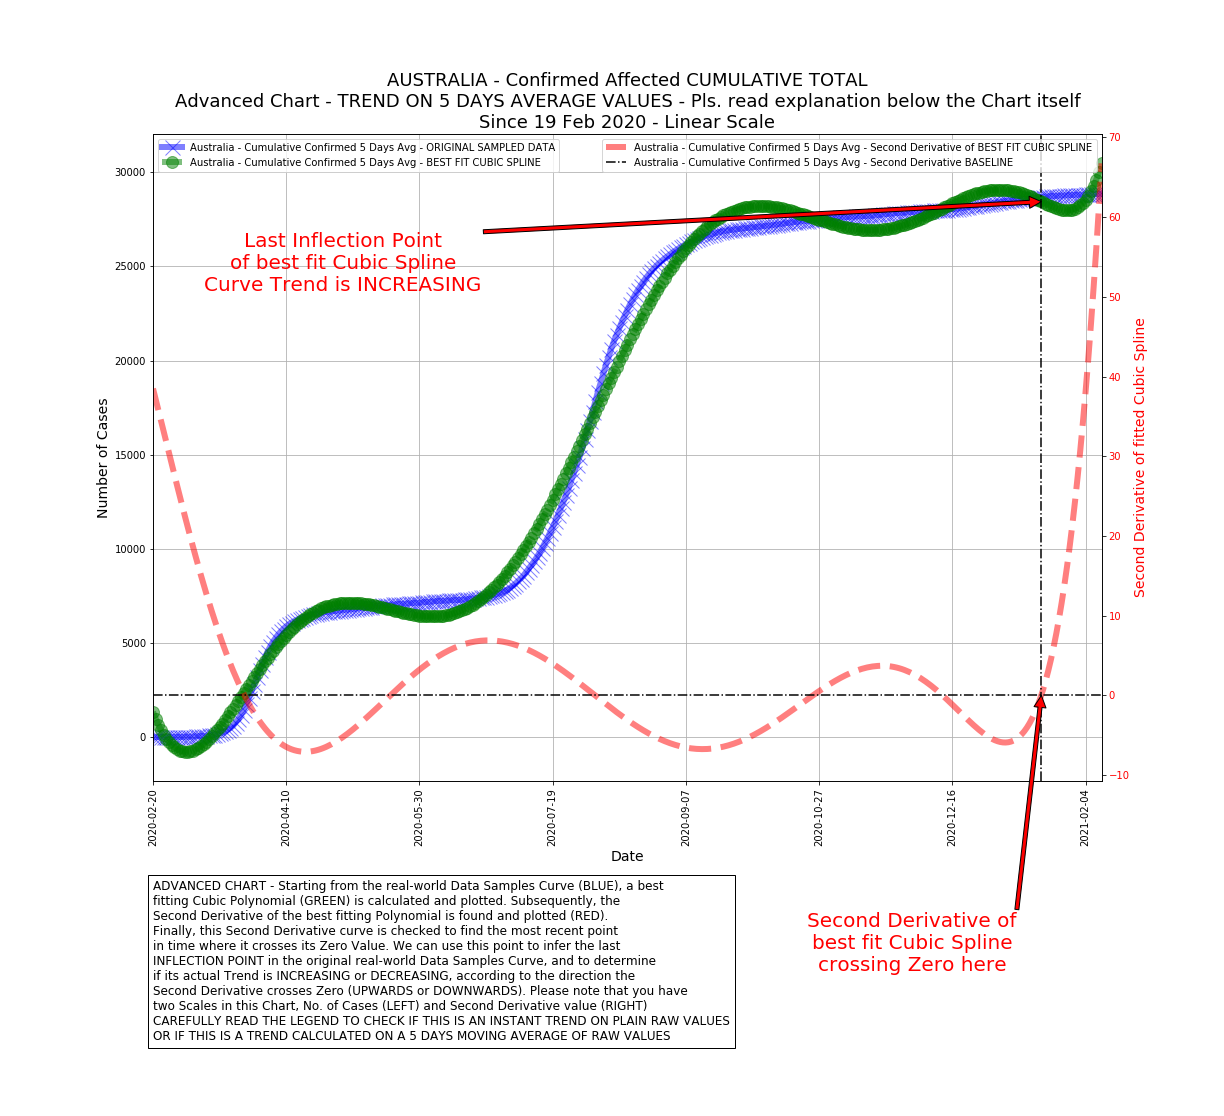 AUSTRALIA - Confirmed Affected CUMULATIVE TOTAL
Advanced Chart - TREND ON 5 DAYS AVERAGE VALUES - Pls. read explanation below the Chart itself
Since 19 Feb 2020 - Linear Scale
Australia - Cumulative Confirmed 5 Days Avg - ORIGINAL SAMPLED DATA
Australia - Cumulative Confirmed 5 Days Avg - BEST FIT CUBIC SPLINE
Australia - Cumulative Confirmed 5 Days Avg - Second Derivative of BEST FIT CUBIC SPLINE
Australia - Cumulative Confirmed 5 Days Avg - Second Derivative BASELINE
Last Inflection Point
of best fit Cubic Spline
Curve Trend is INCREASING
Number of Cases
30000
25000
20000
15000
10000
5000
0
70
60
50
40
30
20
10
0
−10
Second Derivative of fitted Cubic Spline
2020-02-20
2020-04-10
2020-05-30
2020-07-19
2020-09-07
2020-10-27
2020-12-16
2021-02-04
Date
ADVANCED CHART - Starting from the real-world Data Samples Curve (BLUE), a best
fitting Cubic Polynomial (GREEN) is calculated and plotted. Subsequently, the
Second Derivative of the best fitting Polynomial is found and plotted (RED).
Finally, this Second Derivative curve is checked to find the most recent point
in time where it crosses its Zero Value. We can use this point to infer the last
INFLECTION POINT in the original real-world Data Samples Curve, and to determine
if its actual Trend is INCREASING or DECREASING, according to the direction the
Second Derivative crosses Zero (UPWARDS or DOWNWARDS). Please note that you have
two Scales in this Chart, No. of Cases (LEFT) and Second Derivative value (RIGHT)
CAREFULLY READ THE LEGEND TO CHECK IF THIS IS AN INSTANT TREND ON PLAIN RAW VALUES
OR IF THIS IS A TREND CALCULATED ON A 5 DAYS MOVING AVERAGE OF RAW VALUES
Second Derivative of
best fit Cubic Spline
crossing Zero here